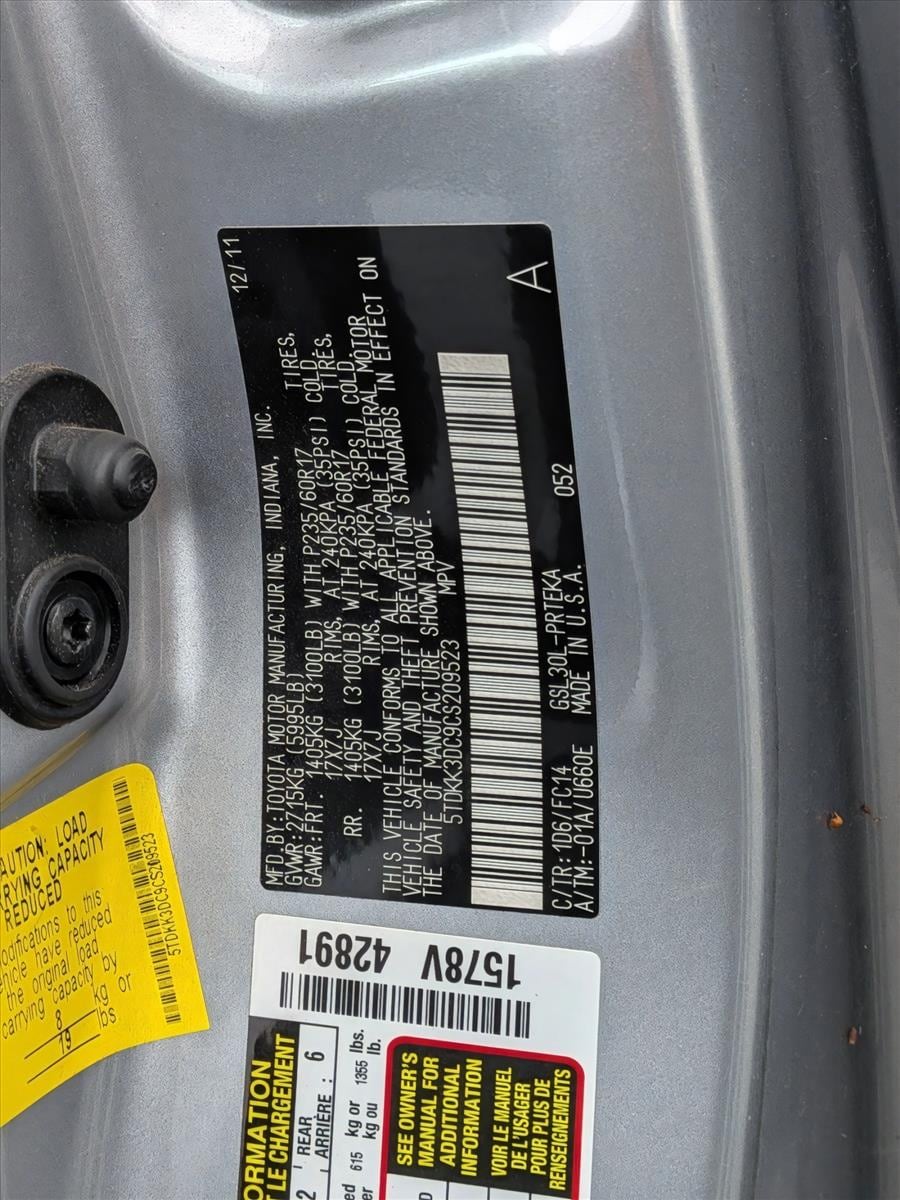 MFD.BY:TOYOTA MOTOR MANUFACTURING, INDIANA, INC. 12/11
GVWR:2715KG (5995LB)
GAWR:FRT 1405KG (3100LB) WITH P235/60R17 TIRES,
17X7J RIMS, AT 240KPA (35PSI) COLD.
RR. 1405KG (3100LB) WITH P235/60R17 TIRES,
17X7J RIMS, AT 240KPA (35PSI) COLD.
THIS VEHICLE CONFORMS TO ALL APPLICABLE FEDERAL MOTOR
VEHICLE SAFETY AND THEFT PREVENTION STANDARDS IN EFFECT ON
THE DATE OF MANUFACTURE SHOWN ABOVE.
5TDKK3DC9CS209523 MPV
C/TR:1D6/FC14 GSL30L-PRTEKA 052
A/TM:-01A/U660E MADE IN U.S.A.
A
LOAD
CAPACITY
REDUCED
modifications to this
have reduced
the original load
carrying capacity by
8 kg or
19 lbs
5TDKK3DC9CS209523
1578V 42891
LE CHARGEMENT
2 REAR
ARRIÈRE : 6
615 kg or 1355 lbs.
kg ou lb.
SEE OWNER'S
MANUAL FOR
ADDITIONAL
INFORMATION
VOIR LE MANUEL
DE L'USAGER
POUR PLUS DE
RENSEIGNEMENTS